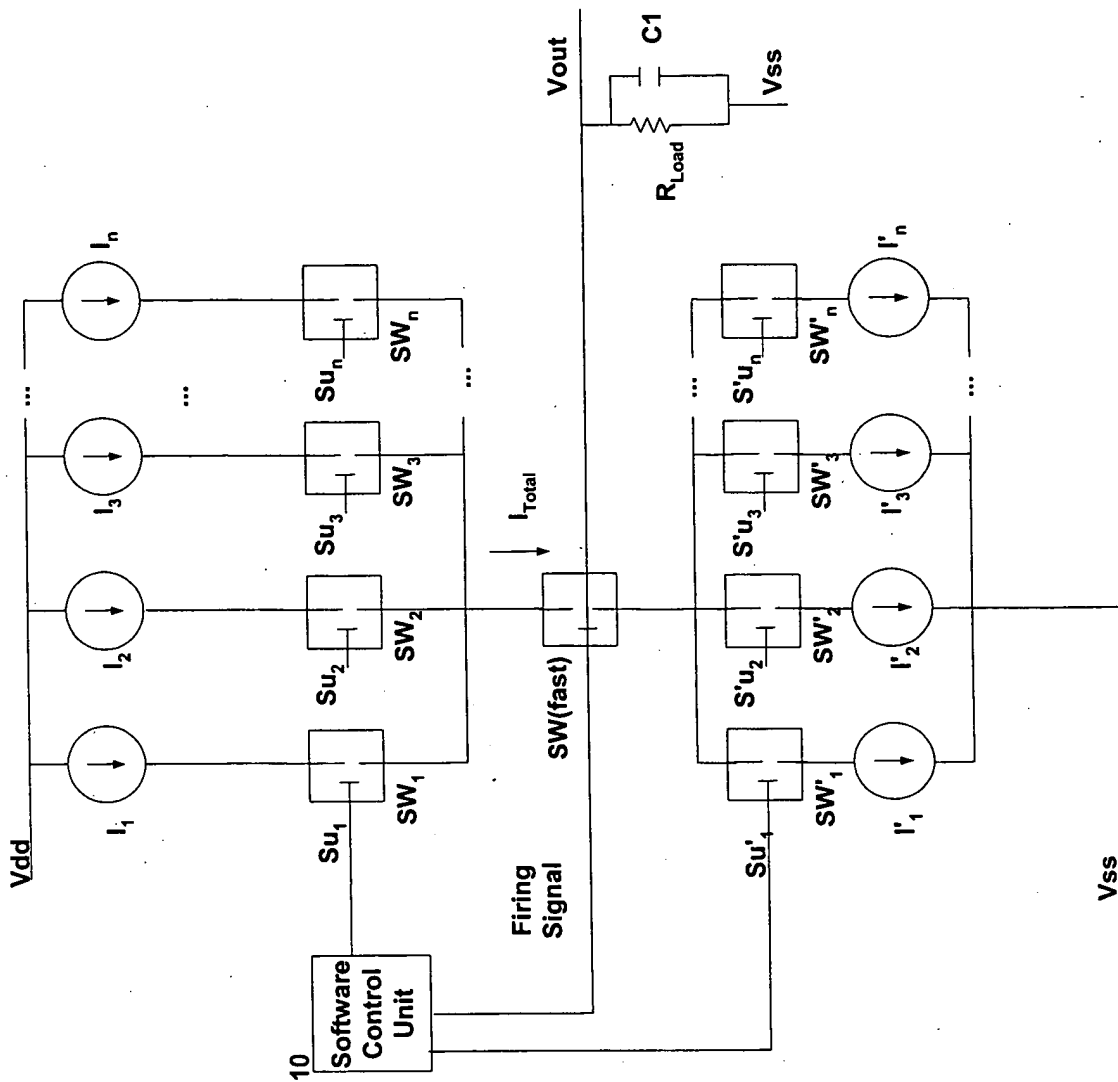 Vdd
I₁
I₂
I₃
...
Iₙ
...
Su₁
SW₁
Su₂
SW₂
Su₃
SW₃
Suₙ
SWₙ
...
10
Software
Control
Unit
Firing
Signal
SW(fast)
I_Total
Vout
R_Load
C1
Vss
Su'₁
SW'₁
S'u₂
SW'₂
S'u₃
SW'₃
...
S'uₙ
SW'ₙ
I'₁
I'₂
I'₃
...
I'ₙ
Vss